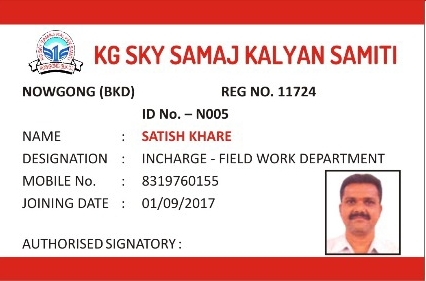 KG SKY SAMAJ KALYAN SAMITI
NOWGONG (BKD) REG NO. 11724
ID No. – N005
NAME : SATISH KHARE
DESIGNATION : INCHARGE - FIELD WORK DEPARTMENT
MOBILE No. : 8319760155
JOINING DATE : 01/09/2017
AUTHORISED SIGNATORY :